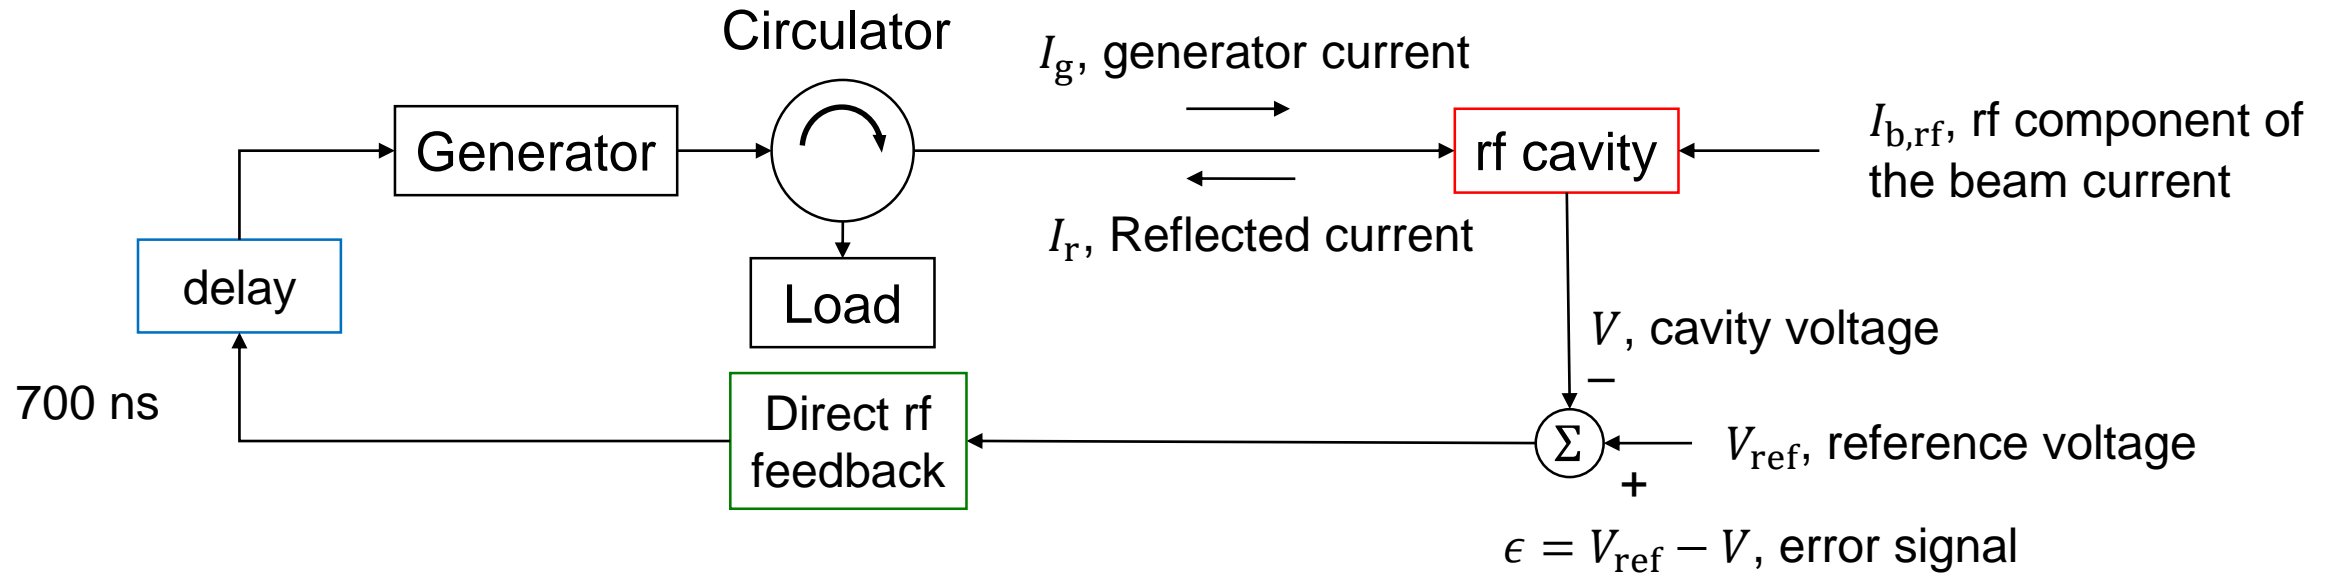 Circulator
I_g, generator current
Generator
rf cavity
I_b,rf, rf component of
the beam current
I_r, Reflected current
delay
Load
V, cavity voltage
−
700 ns
Direct rf
feedback
Σ
V_ref, reference voltage
+
ϵ = V_ref − V, error signal